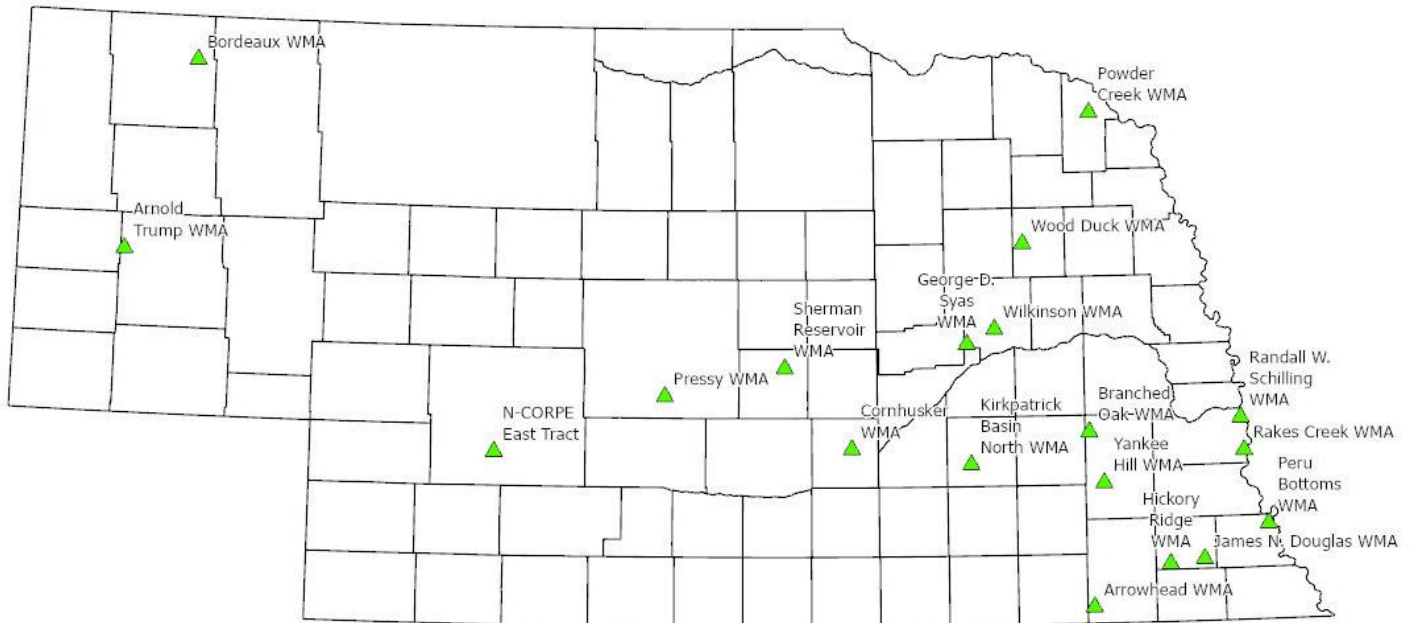 Bordeaux WMA
Powder
Creek WMA
Arnold
Trump WMA
Wood Duck WMA
George D.
Syas
WMA
Wilkinson WMA
Sherman
Reservoir
WMA
Pressy WMA
Randall W.
Schilling
WMA
Branched
Oak WMA
Kirkpatrick
Basin
North WMA
Cornhusker
WMA
N-CORPE
East Tract
Rakes Creek WMA
Yankee
Hill WMA
Peru
Bottoms
WMA
Hickory
Ridge
WMA
James N. Douglas WMA
Arrowhead WMA